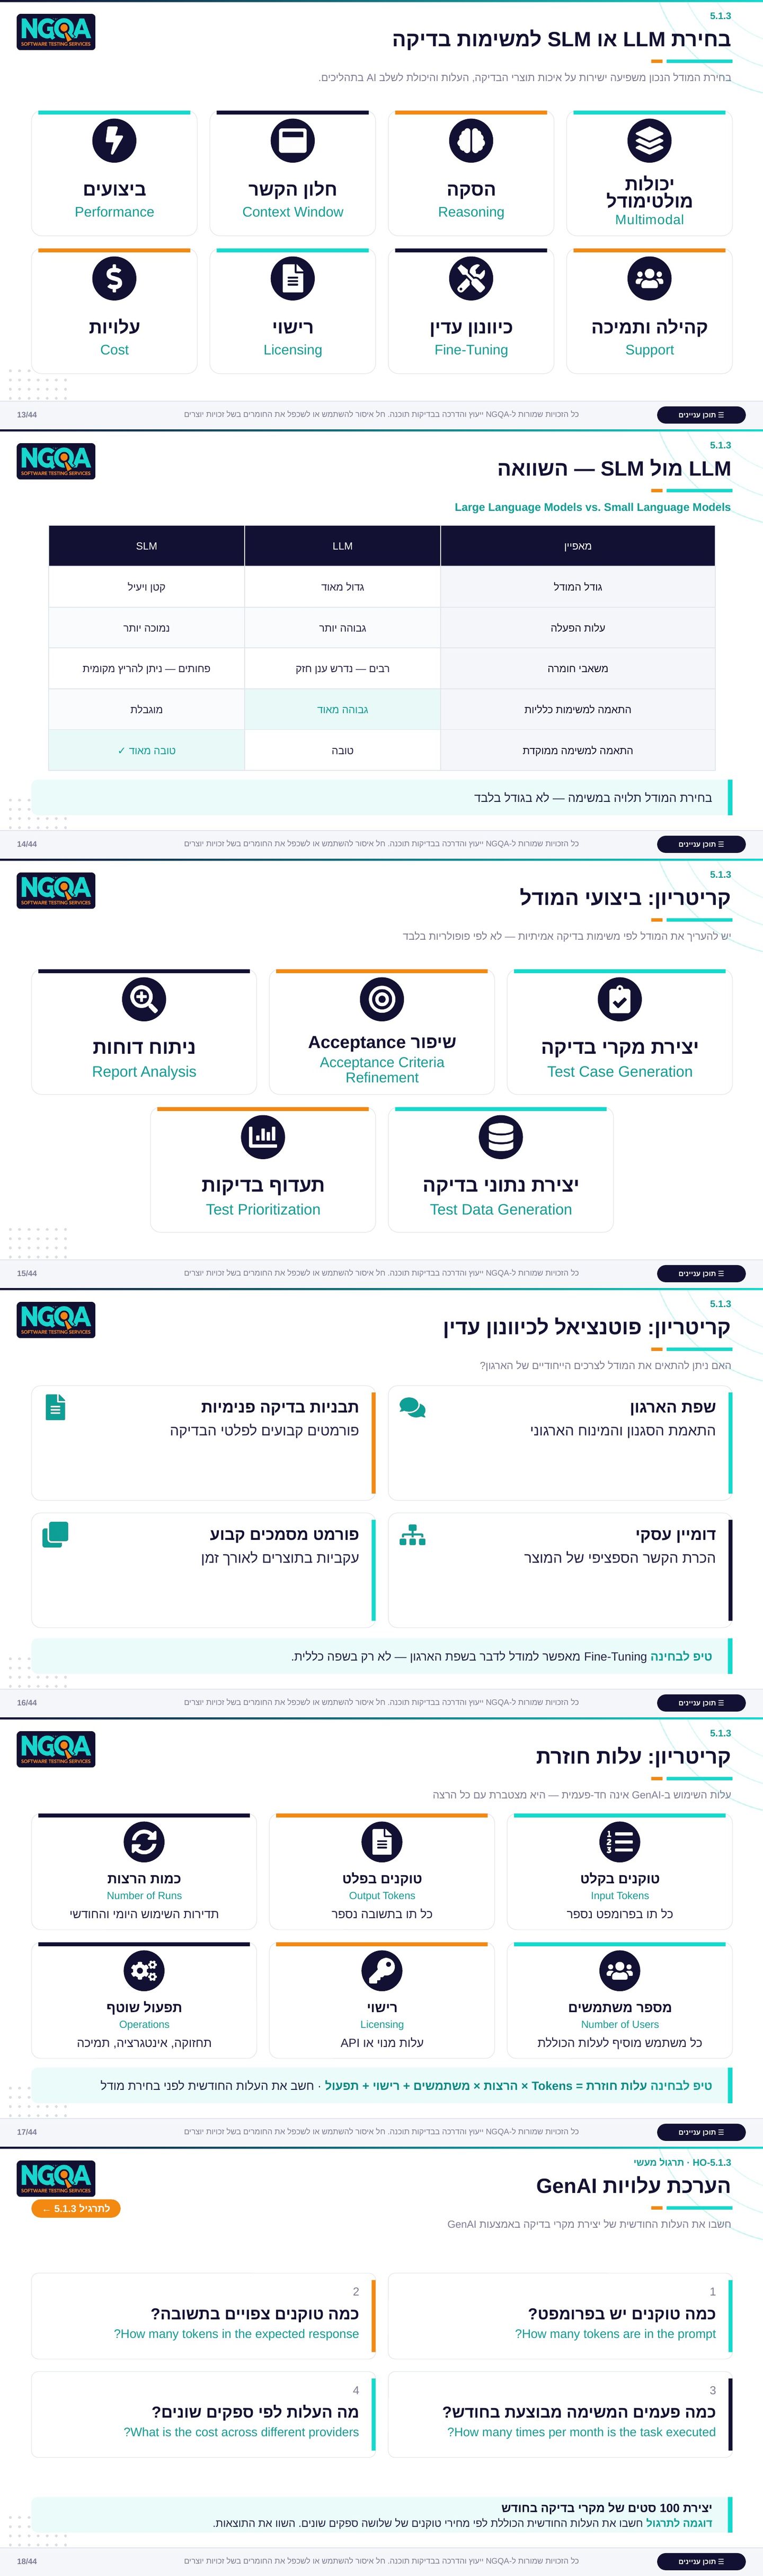 5.1.3
NGQA
SOFTWARE TESTING SERVICES
בחירת LLM או SLM למשימות בדיקה
בחירת המודל הנכון משפיעה ישירות על איכות תוצרי הבדיקה, העלות והיכולת לשלב AI בתהליכים.
יכולות
מולטימודל
Multimodal
הסקה
Reasoning
חלון הקשר
Context Window
ביצועים
Performance
קהילה ותמיכה
Support
כיוונון עדין
Fine-Tuning
רישוי
Licensing
עלויות
Cost
☰ תוכן עניינים
כל הזכויות שמורות ל-NGQA ייעוץ והדרכה בבדיקות תוכנה. חל איסור להשתמש או לשכפל את החומרים בשל זכויות יוצרים
13/44
5.1.3
NGQA
SOFTWARE TESTING SERVICES
LLM מול SLM — השוואה
Large Language Models vs. Small Language Models
מאפיין LLM SLM
גודל המודל גדול מאוד קטן ויעיל
עלות הפעלה גבוהה יותר נמוכה יותר
משאבי חומרה רבים — נדרש ענן חזק פחותים — ניתן להריץ מקומית
התאמה למשימות כלליות גבוהה מאוד מוגבלת
התאמה למשימה ממוקדת טובה טובה מאוד ✓
בחירת המודל תלויה במשימה — לא בגודל בלבד
☰ תוכן עניינים
כל הזכויות שמורות ל-NGQA ייעוץ והדרכה בבדיקות תוכנה. חל איסור להשתמש או לשכפל את החומרים בשל זכויות יוצרים
14/44
5.1.3
NGQA
SOFTWARE TESTING SERVICES
קריטריון: ביצועי המודל
יש להעריך את המודל לפי משימות בדיקה אמיתיות — לא לפי פופולריות בלבד
יצירת מקרי בדיקה
Test Case Generation
שיפור Acceptance
Acceptance Criteria
Refinement
ניתוח דוחות
Report Analysis
יצירת נתוני בדיקה
Test Data Generation
תעדוף בדיקות
Test Prioritization
☰ תוכן עניינים
כל הזכויות שמורות ל-NGQA ייעוץ והדרכה בבדיקות תוכנה. חל איסור להשתמש או לשכפל את החומרים בשל זכויות יוצרים
15/44
5.1.3
NGQA
SOFTWARE TESTING SERVICES
קריטריון: פוטנציאל לכיוונון עדין
האם ניתן להתאים את המודל לצרכים הייחודיים של הארגון?
שפת הארגון
התאמת הסגנון והמינוח הארגוני
תבניות בדיקה פנימיות
פורמטים קבועים לפלטי הבדיקה
דומיין עסקי
הכרת הקשר הספציפי של המוצר
פורמט מסמכים קבוע
עקביות בתוצרים לאורך זמן
טיפ לבחינה Fine-Tuning מאפשר למודל לדבר בשפת הארגון — לא רק בשפה כללית.
☰ תוכן עניינים
כל הזכויות שמורות ל-NGQA ייעוץ והדרכה בבדיקות תוכנה. חל איסור להשתמש או לשכפל את החומרים בשל זכויות יוצרים
16/44
5.1.3
NGQA
SOFTWARE TESTING SERVICES
קריטריון: עלות חוזרת
עלות השימוש ב-GenAI אינה חד-פעמית — היא מצטברת עם כל הרצה
טוקנים בקלט
Input Tokens
כל תו בפרומפט נספר
טוקנים בפלט
Output Tokens
כל תו בתשובה נספר
כמות הרצות
Number of Runs
תדירות השימוש היומי והחודשי
מספר משתמשים
Number of Users
כל משתמש מוסיף לעלות הכוללת
רישוי
Licensing
עלות מנוי או API
תפעול שוטף
Operations
תחזוקה, אינטגרציה, תמיכה
טיפ לבחינה עלות חוזרת = Tokens × הרצות × משתמשים + רישוי + תפעול · חשב את העלות החודשית לפני בחירת מודל
☰ תוכן עניינים
כל הזכויות שמורות ל-NGQA ייעוץ והדרכה בבדיקות תוכנה. חל איסור להשתמש או לשכפל את החומרים בשל זכויות יוצרים
17/44
HO-5.1.3 · תרגול מעשי
NGQA
SOFTWARE TESTING SERVICES
הערכת עלויות GenAI
לתרגיל 5.1.3 ←
חשבו את העלות החודשית של יצירת מקרי בדיקה באמצעות GenAI
1
כמה טוקנים יש בפרומפט?
How many tokens are in the prompt?
2
כמה טוקנים צפויים בתשובה?
How many tokens in the expected response?
3
כמה פעמים המשימה מבוצעת בחודש?
How many times per month is the task executed?
4
מה העלות לפי ספקים שונים?
What is the cost across different providers?
יצירת 100 סטים של מקרי בדיקה בחודש
דוגמה לתרגול חשבו את העלות החודשית הכוללת לפי מחירי טוקנים של שלושה ספקים שונים. השוו את התוצאות.
☰ תוכן עניינים
כל הזכויות שמורות ל-NGQA ייעוץ והדרכה בבדיקות תוכנה. חל איסור להשתמש או לשכפל את החומרים בשל זכויות יוצרים
18/44